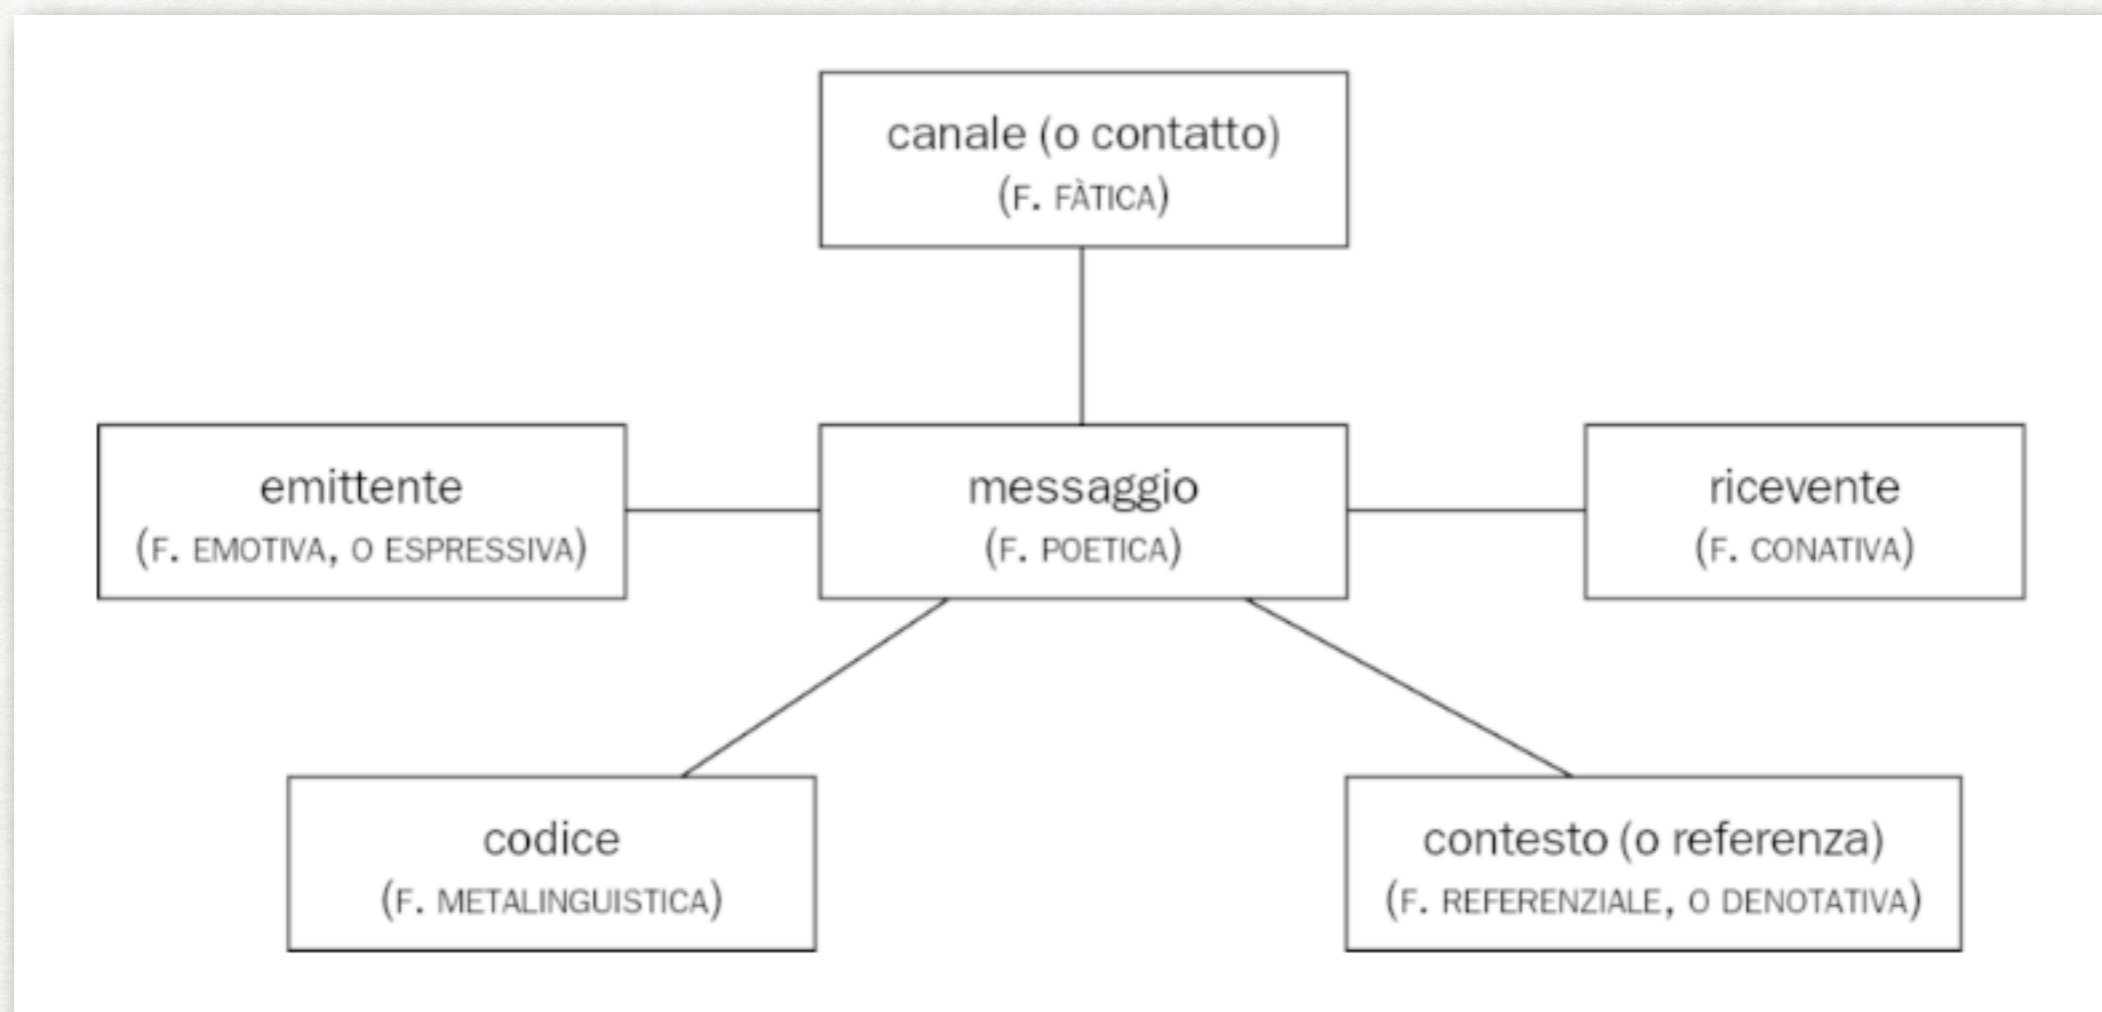 canale (o contatto)
(F. FÀTICA)
emittente
(F. EMOTIVA, O ESPRESSIVA)
messaggio
(F. POETICA)
ricevente
(F. CONATIVA)
codice
(F. METALINGUISTICA)
contesto (o referenza)
(F. REFERENZIALE, O DENOTATIVA)